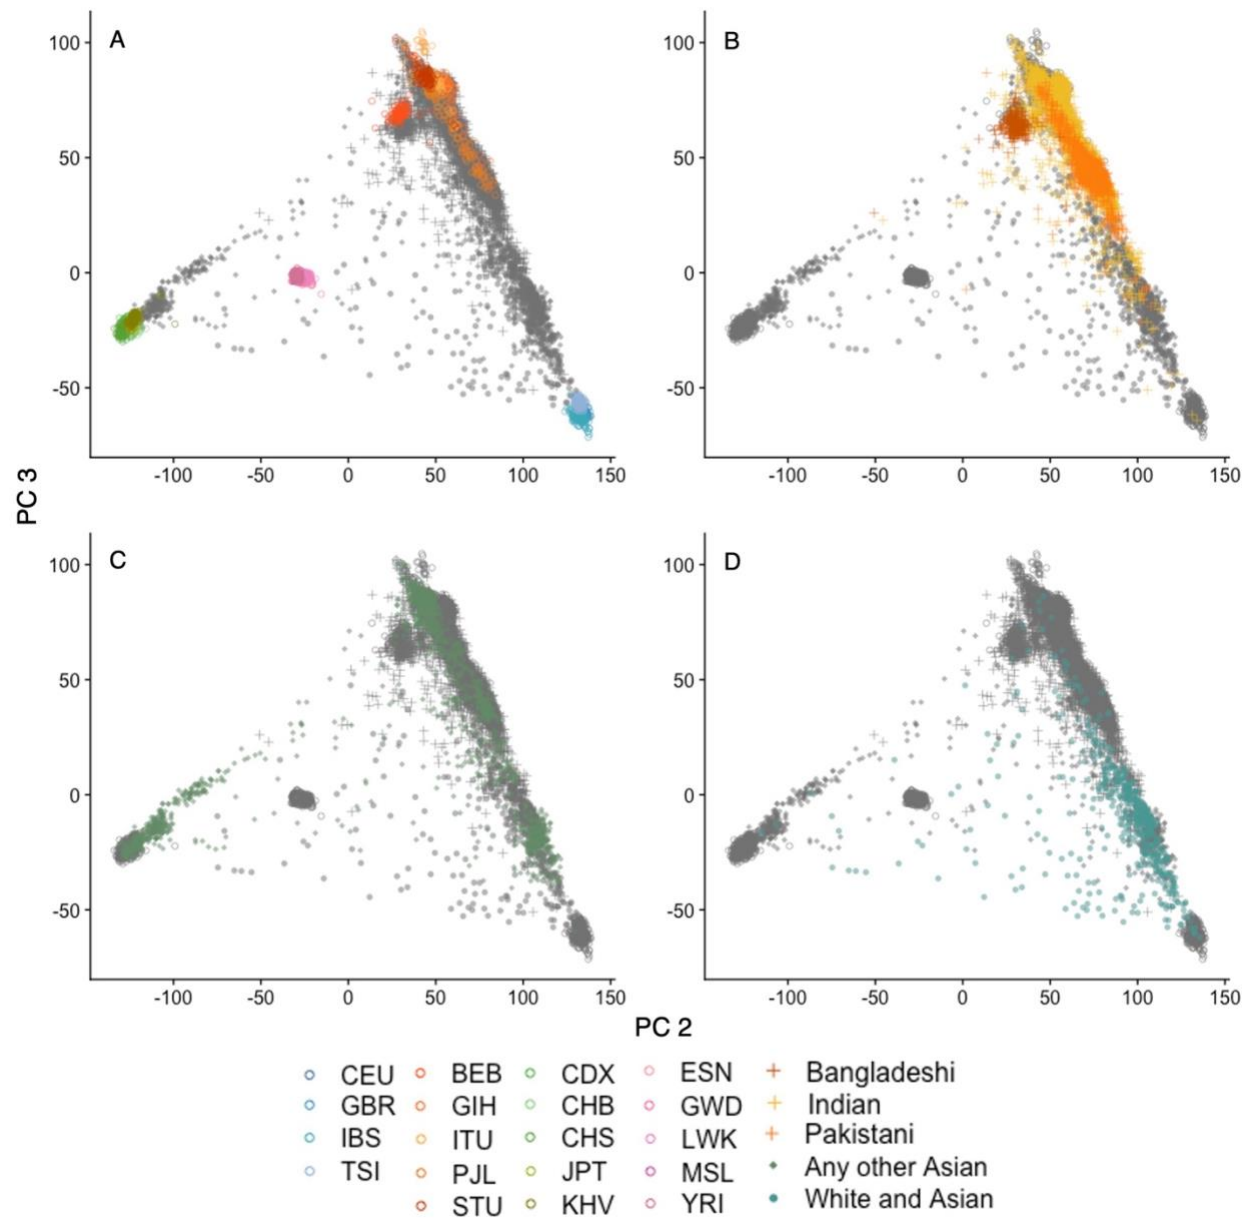 A B
100 100
50 50
0 0
-50 -50
-100 -50 0 50 100 150 -100 -50 0 50 100 150
PC 3
C D
100 100
50 50
0 0
-50 -50
-100 -50 0 50 100 150 -100 -50 0 50 100 150
PC 2
CEU BEB CDX ESN Bangladeshi
GBR GIH CHB GWD Indian
IBS ITU CHS LWK Pakistani
TSI PJL JPT MSL Any other Asian
STU KHV YRI White and Asian